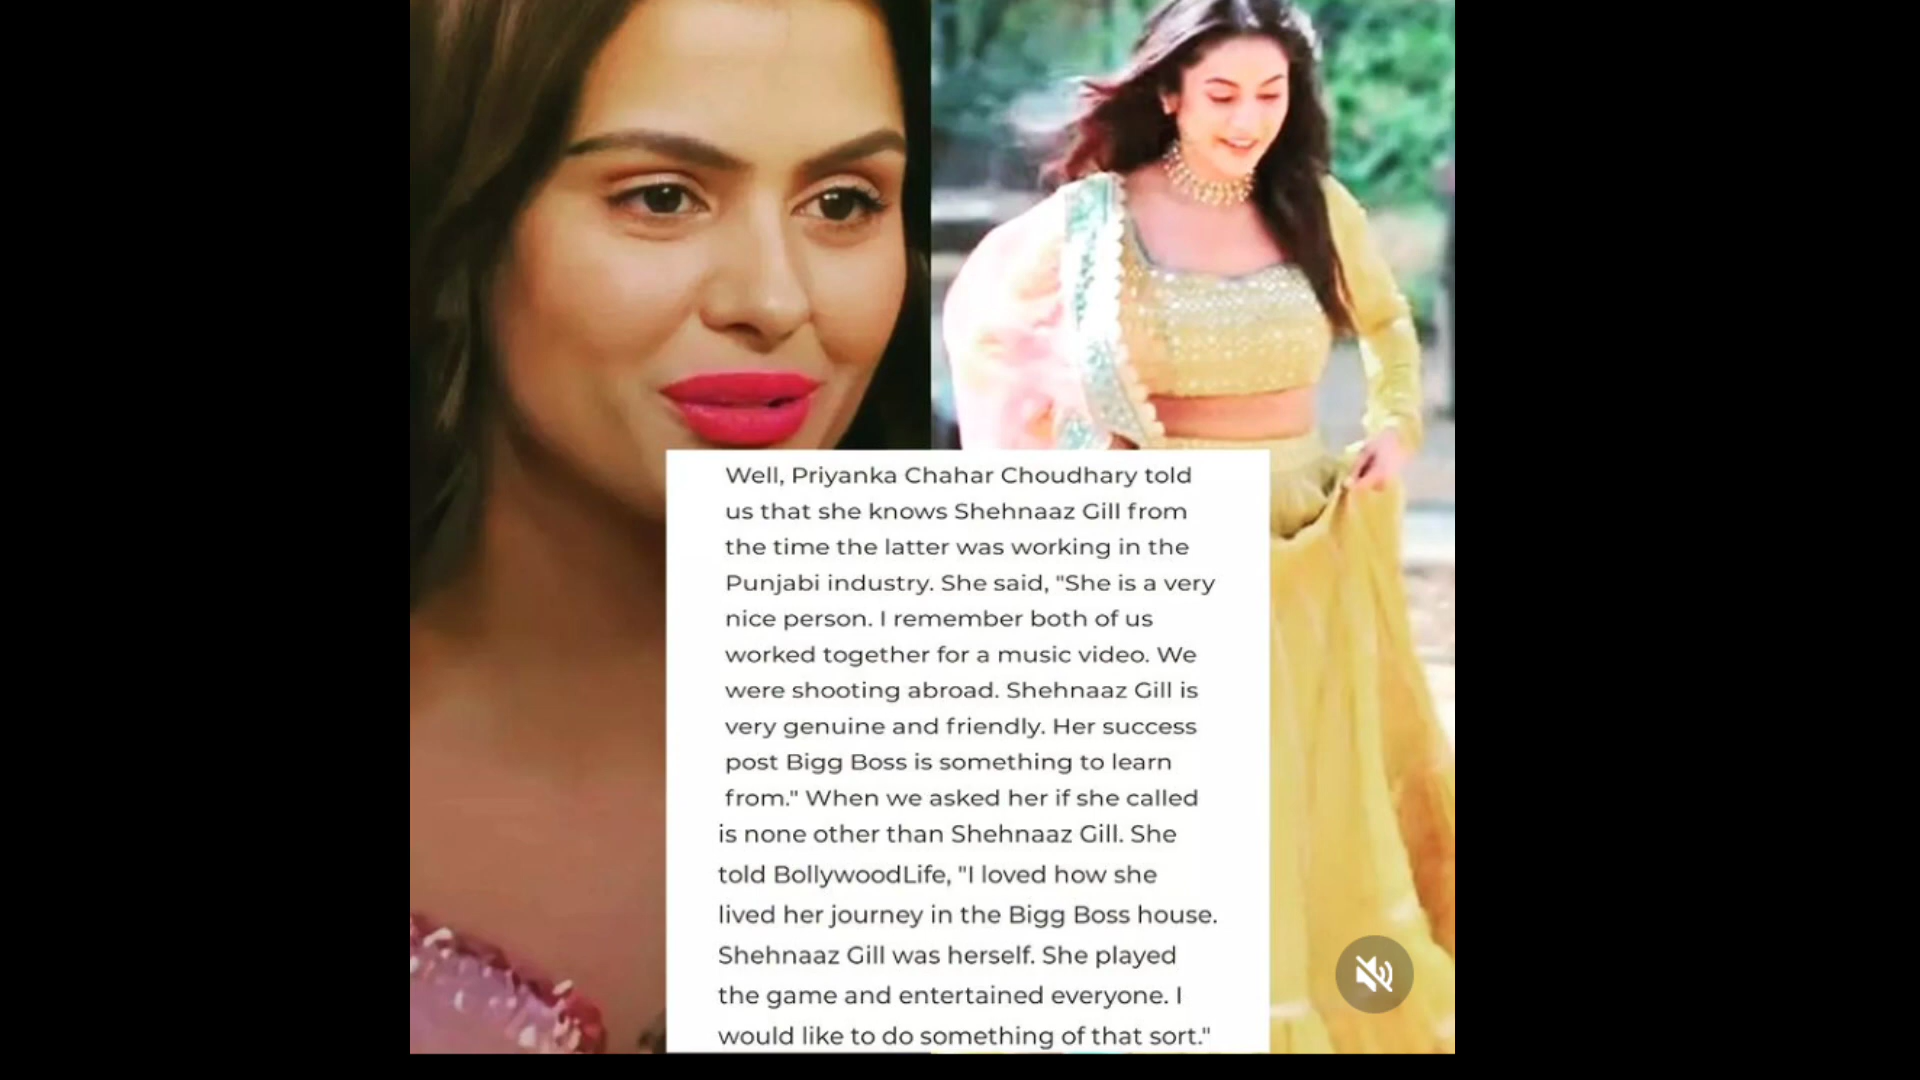 Well, Priyanka Chahar Choudhary told
us that she knows Shehnaaz Gill from
the time the latter was working in the
Punjabi industry. She said, "She is a very
nice person. I remember both of us
worked together for a music video. We
were shooting abroad. Shehnaaz Gill is
very genuine and friendly. Her success
post Bigg Boss is something to learn
from." When we asked her if she called
is none other than Shehnaaz Gill. She
told BollywoodLife, "I loved how she
lived her journey in the Bigg Boss house.
Shehnaaz Gill was herself. She played
the game and entertained everyone. I
would like to do something of that sort."